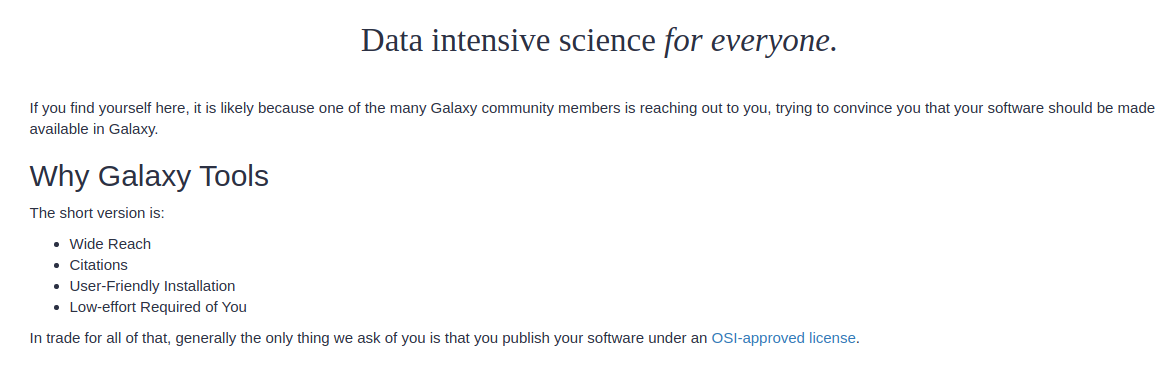 Data intensive science for everyone.
If you find yourself here, it is likely because one of the many Galaxy community members is reaching out to you, trying to convince you that your software should be made
available in Galaxy.
Why Galaxy Tools
The short version is:
• Wide Reach
• Citations
• User-Friendly Installation
• Low-effort Required of You
In trade for all of that, generally the only thing we ask of you is that you publish your software under an OSI-approved license.